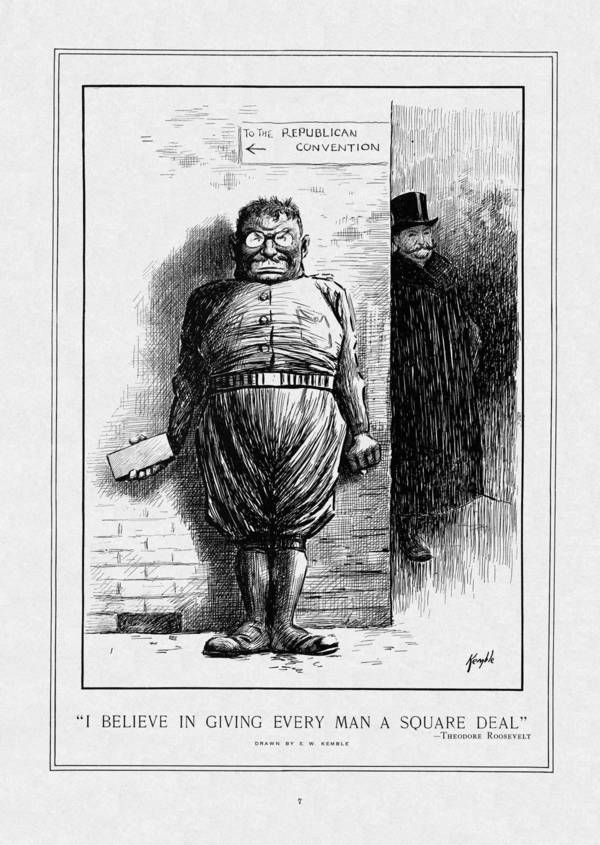 TO THE REPUBLICAN
CONVENTION
Kemble
"I BELIEVE IN GIVING EVERY MAN A SQUARE DEAL"
—THEODORE ROOSEVELT
DRAWN BY E. W. KEMBLE
7